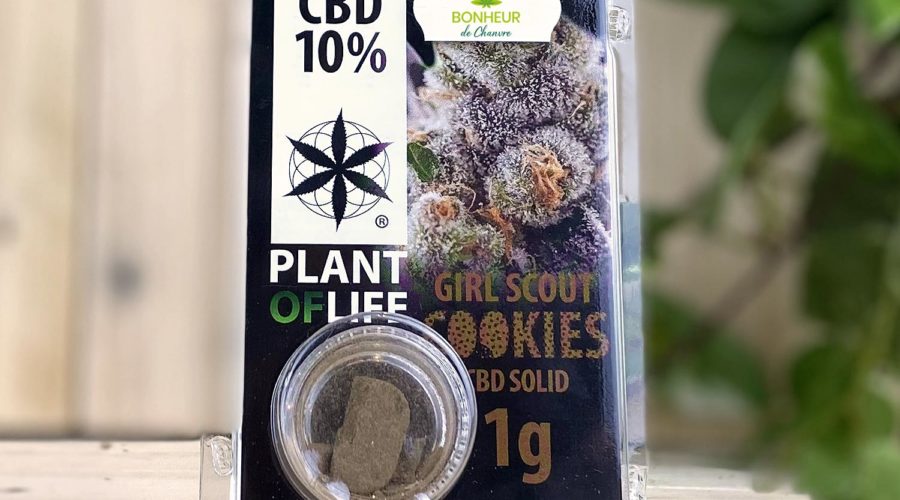 CBD
10%
BONHEUR
de Chanvre
®
PLANT
OF LIFE
GIRL SCOUT
COOKIES
CBD SOLID
1g